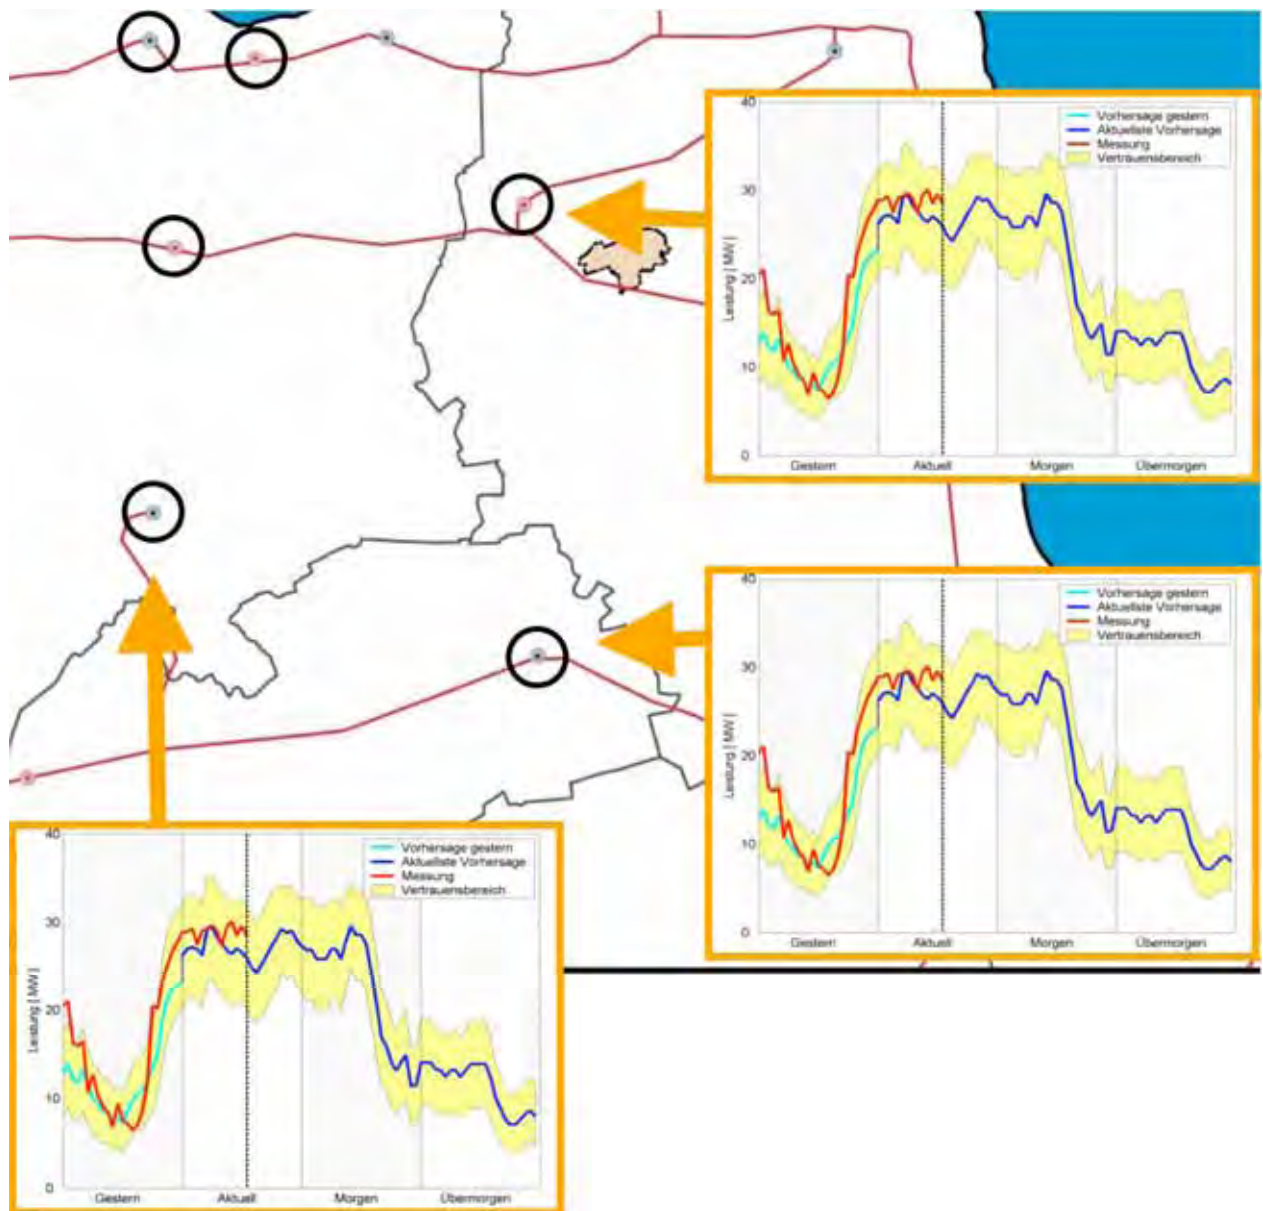 40
Vorhersage gestern
Aktuellste Vorhersage
Messung
Vertrauensbereich
30
20
10
0
Leistung [ MW ]
Gestern Aktuell Morgen Übermorgen
40
Vorhersage gestern
Aktuellste Vorhersage
Messung
Vertrauensbereich
30
20
10
0
Leistung [ MW ]
Gestern Aktuell Morgen Übermorgen
40
Vorhersage gestern
Aktuellste Vorhersage
Messung
Vertrauensbereich
30
20
10
0
Leistung [ MW ]
Gestern Aktuell Morgen Übermorgen